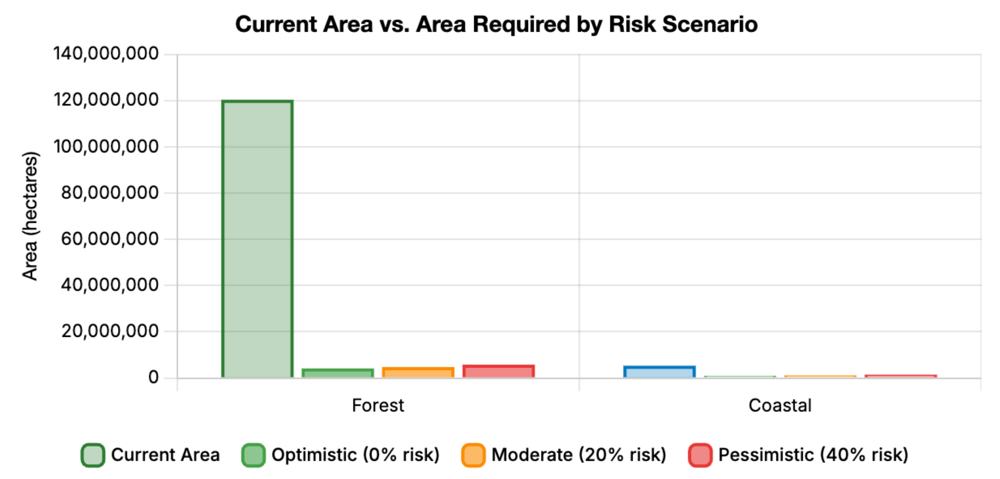 Current Area vs. Area Required by Risk Scenario
140,000,000
120,000,000
100,000,000
80,000,000
60,000,000
40,000,000
20,000,000
0
Area (hectares)
Forest
Coastal
Current Area
Optimistic (0% risk)
Moderate (20% risk)
Pessimistic (40% risk)